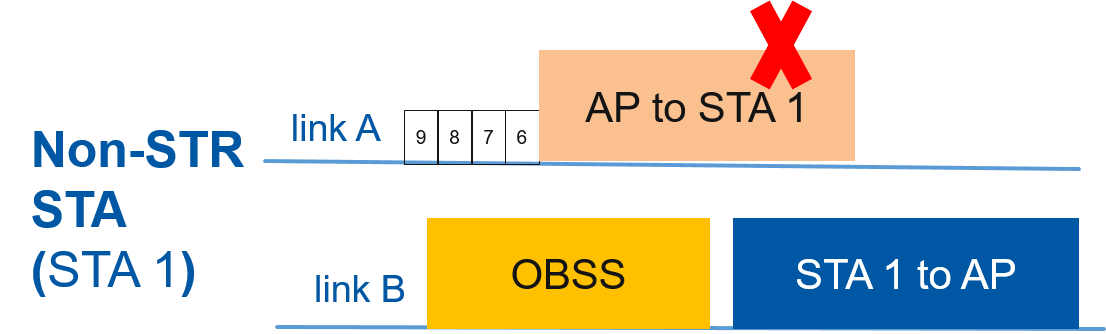 Non-STR
STA
(STA 1)
link A
9 8 7 6
AP to STA 1
link B
OBSS
STA 1 to AP